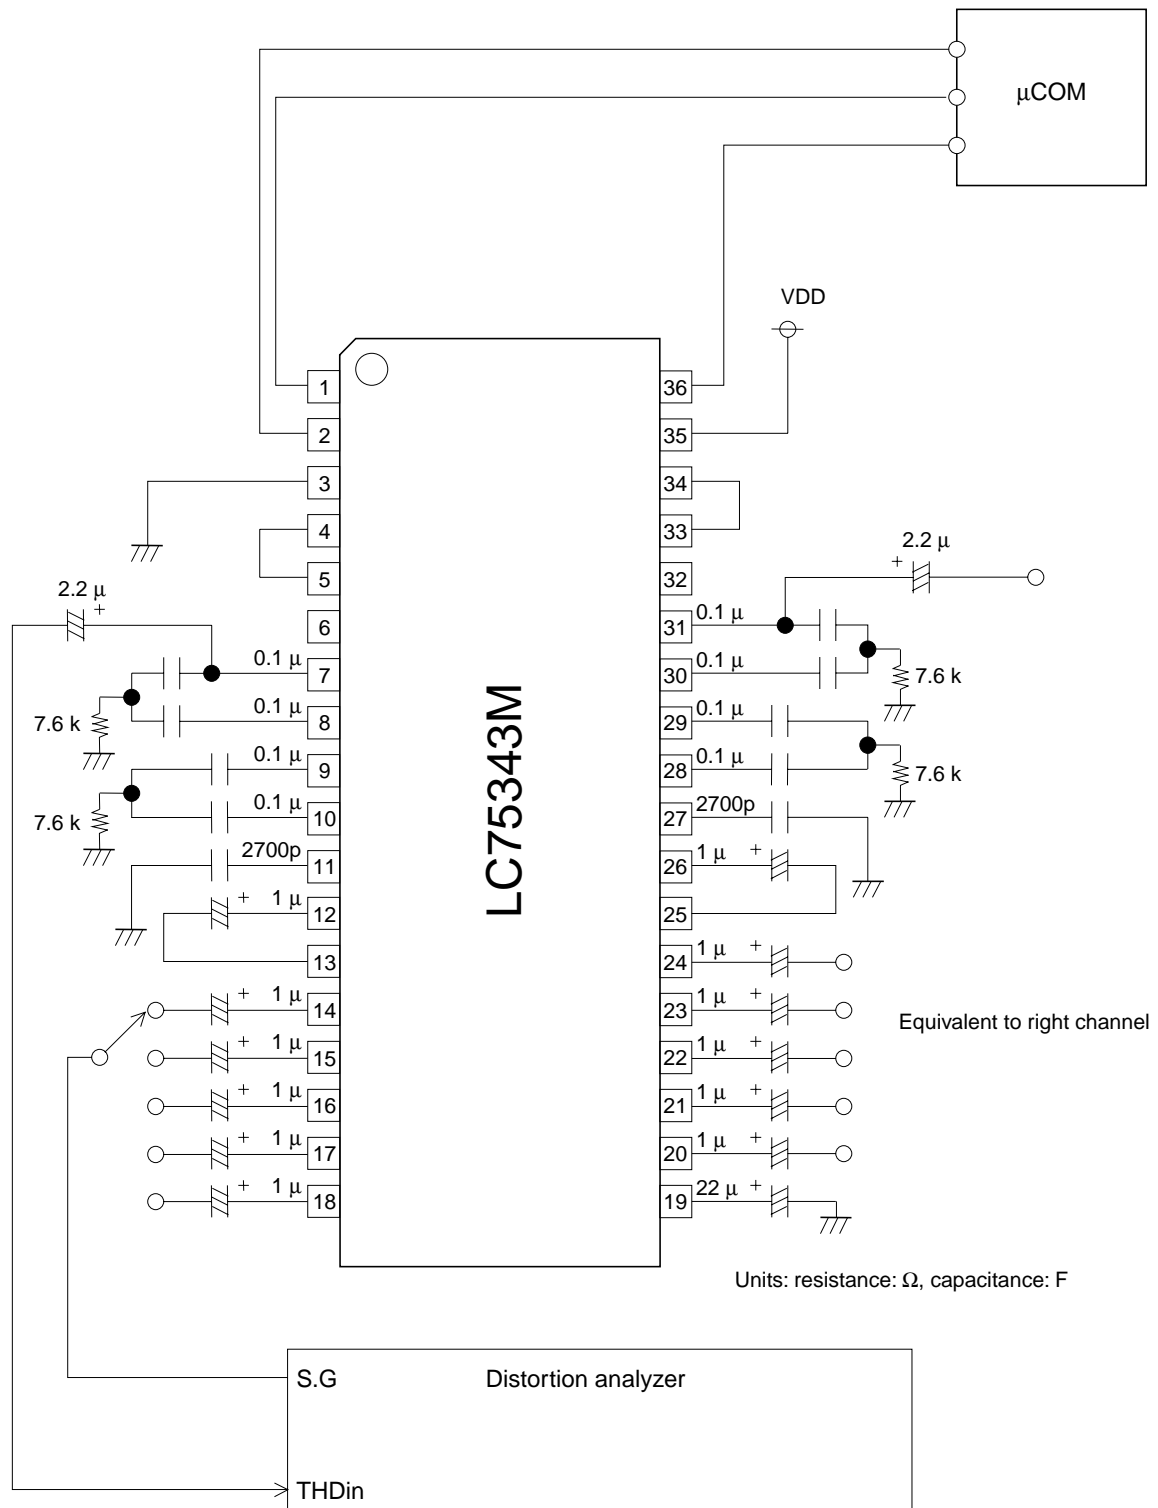 μCOM
VDD
1
36
2
35
3
34
4
33
2.2 μ
+
2.2 μ
+
5
32
6
31
0.1 μ
0.1 μ
7
30
0.1 μ
7.6 k
7.6 k
0.1 μ
8
29
0.1 μ
0.1 μ
9
28
0.1 μ
7.6 k
7.6 k
0.1 μ
10
27
2700p
2700p
11
26
1 μ
+
+
1 μ
12
25
13
24
1 μ
+
+
1 μ
14
23
1 μ
+
Equivalent to right channel
+
1 μ
15
22
1 μ
+
+
1 μ
16
21
1 μ
+
+
1 μ
17
20
1 μ
+
+
1 μ
18
19
22 μ
+
LC75343M
Units: resistance: Ω, capacitance: F
S.G
Distortion analyzer
THDin